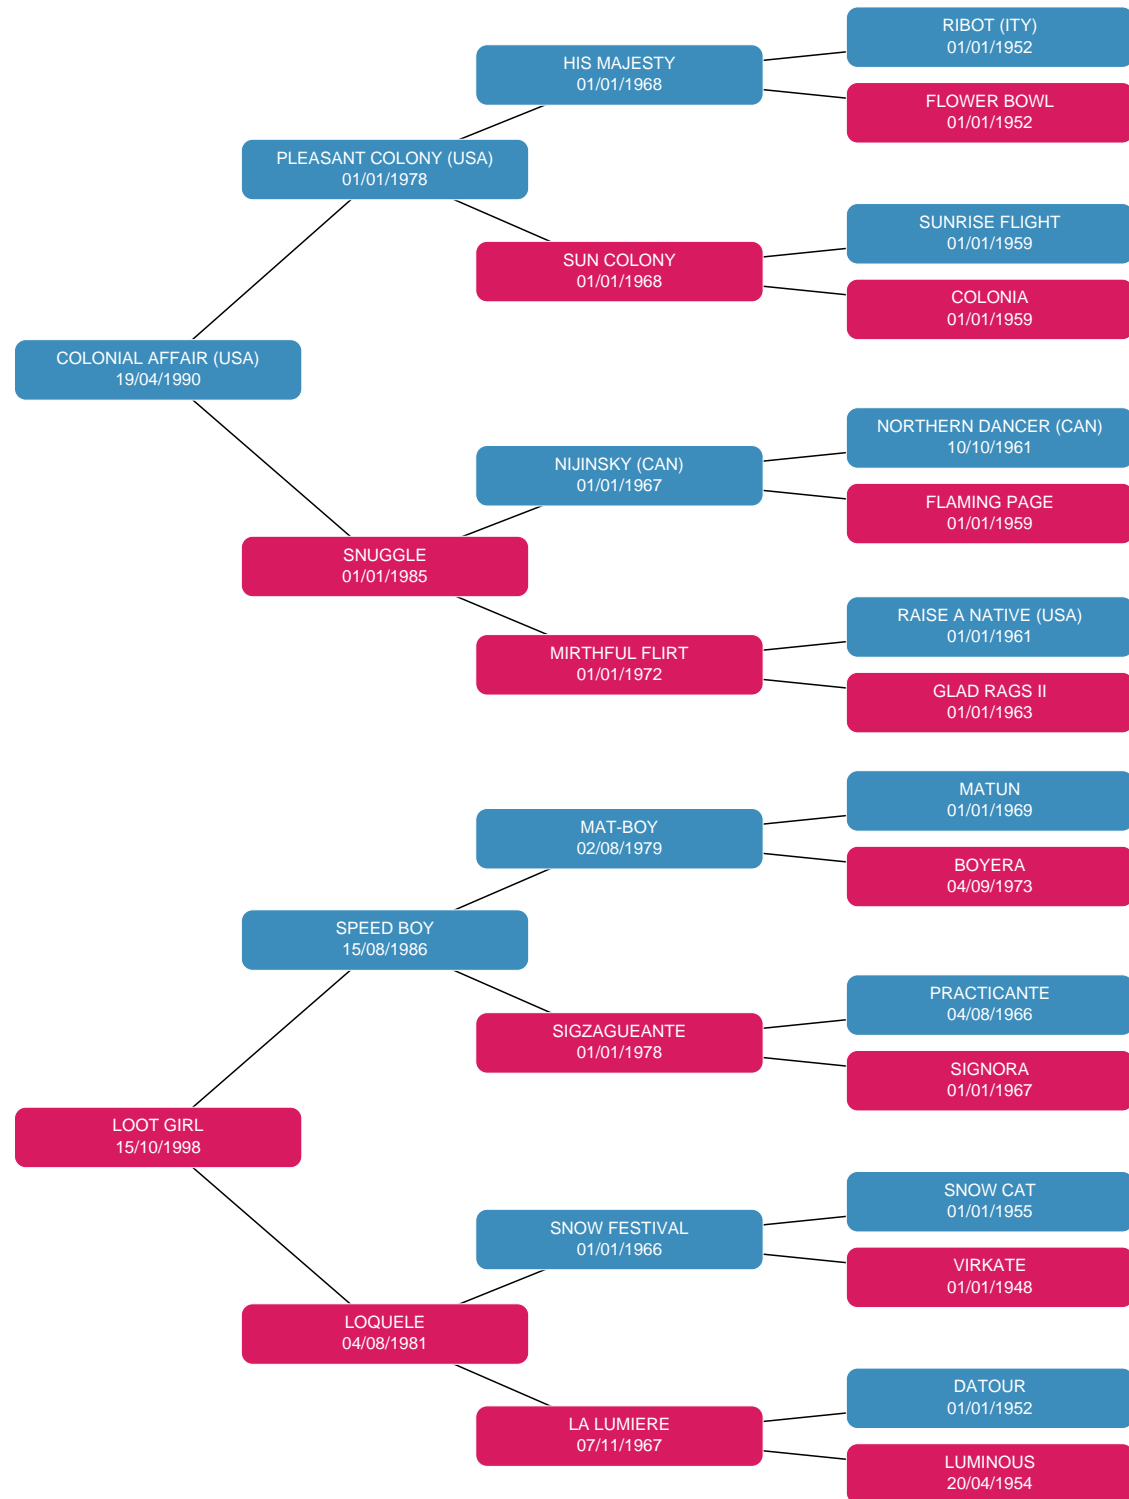 RIBOT (ITY)
01/01/1952
HIS MAJESTY
01/01/1968
FLOWER BOWL
01/01/1952
PLEASANT COLONY (USA)
01/01/1978
SUNRISE FLIGHT
01/01/1959
SUN COLONY
01/01/1968
COLONIA
01/01/1959
COLONIAL AFFAIR (USA)
19/04/1990
NORTHERN DANCER (CAN)
10/10/1961
NIJINSKY (CAN)
01/01/1967
FLAMING PAGE
01/01/1959
SNUGGLE
01/01/1985
RAISE A NATIVE (USA)
01/01/1961
MIRTHFUL FLIRT
01/01/1972
GLAD RAGS II
01/01/1963
MATUN
01/01/1969
MAT-BOY
02/08/1979
BOYERA
04/09/1973
SPEED BOY
15/08/1986
PRACTICANTE
04/08/1966
SIGZAGUEANTE
01/01/1978
SIGNORA
01/01/1967
LOOT GIRL
15/10/1998
SNOW CAT
01/01/1955
SNOW FESTIVAL
01/01/1966
VIRKATE
01/01/1948
LOQUELE
04/08/1981
DATOUR
01/01/1952
LA LUMIERE
07/11/1967
LUMINOUS
20/04/1954